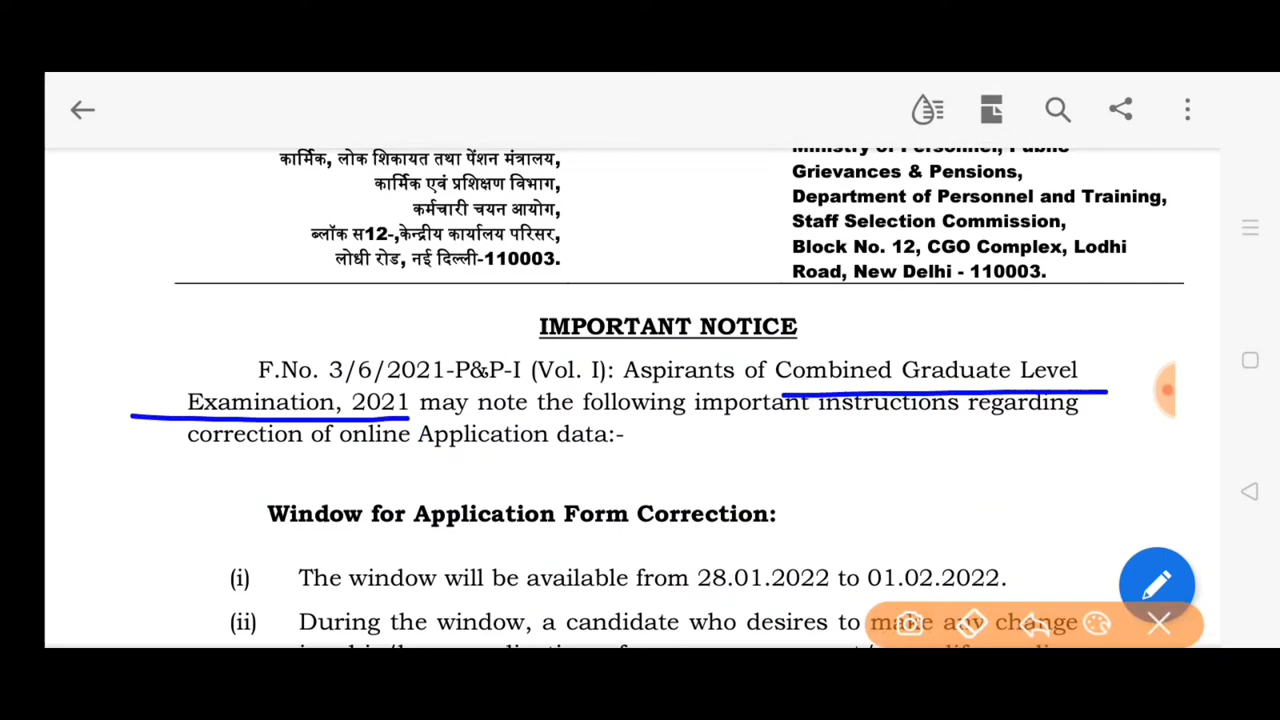 कार्मिक, लोक शिकायत तथा पेंशन मंत्रालय,
कार्मिक एवं प्रशिक्षण विभाग,
कर्मचारी चयन आयोग,
ब्लॉक स12-,केन्द्रीय कार्यालय परिसर,
लोधी रोड, नई दिल्ली-110003.
Ministry of Personnel, Public
Grievances & Pensions,
Department of Personnel and Training,
Staff Selection Commission,
Block No. 12, CGO Complex, Lodhi
Road, New Delhi - 110003.
IMPORTANT NOTICE
F.No. 3/6/2021-P&P-I (Vol. I): Aspirants of Combined Graduate Level
Examination, 2021 may note the following important instructions regarding
correction of online Application data:-
Window for Application Form Correction:
(i) The window will be available from 28.01.2022 to 01.02.2022.
(ii) During the window, a candidate who desires to make any change